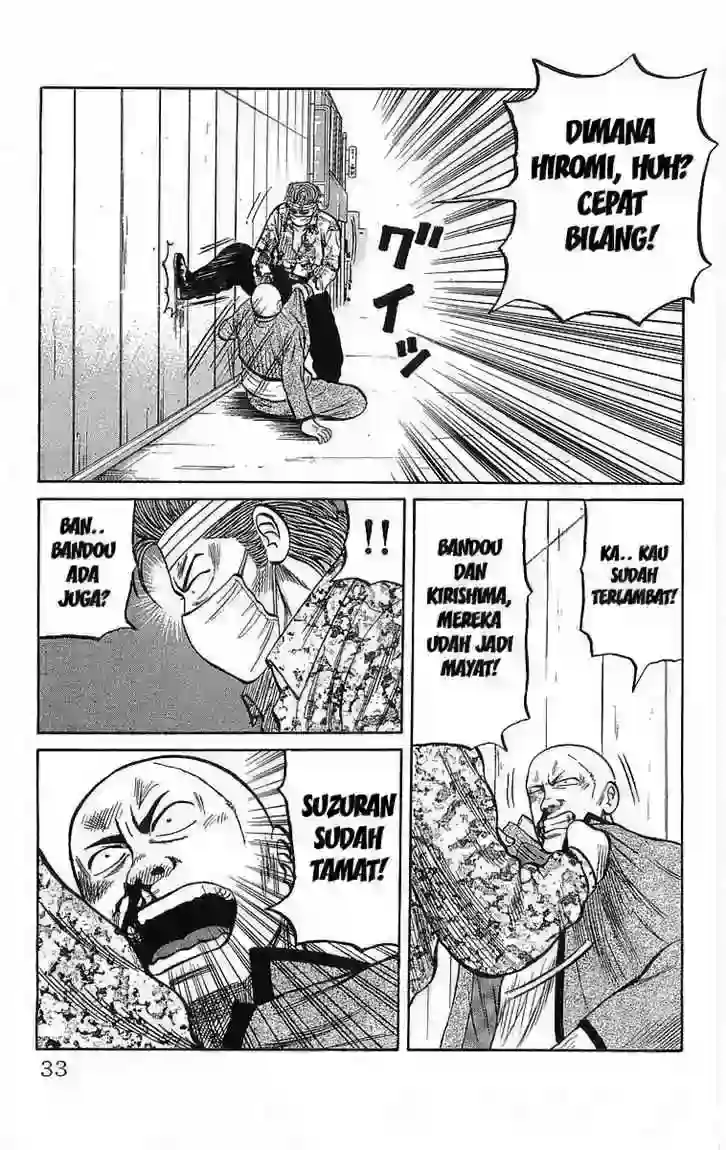 DIMANA
HIROMI, HUH?
CEPAT
BILANG!
グイッ
KA.. KAU
SUDAH
TERLAMBAT!
BANDOU
DAN
KIRISHIMA,
MEREKA
UDAH JADI
MAYAT!
!!
BAN..
BANDOU
ADA
JUGA?
SUZURAN
SUDAH
TAMAT!
33